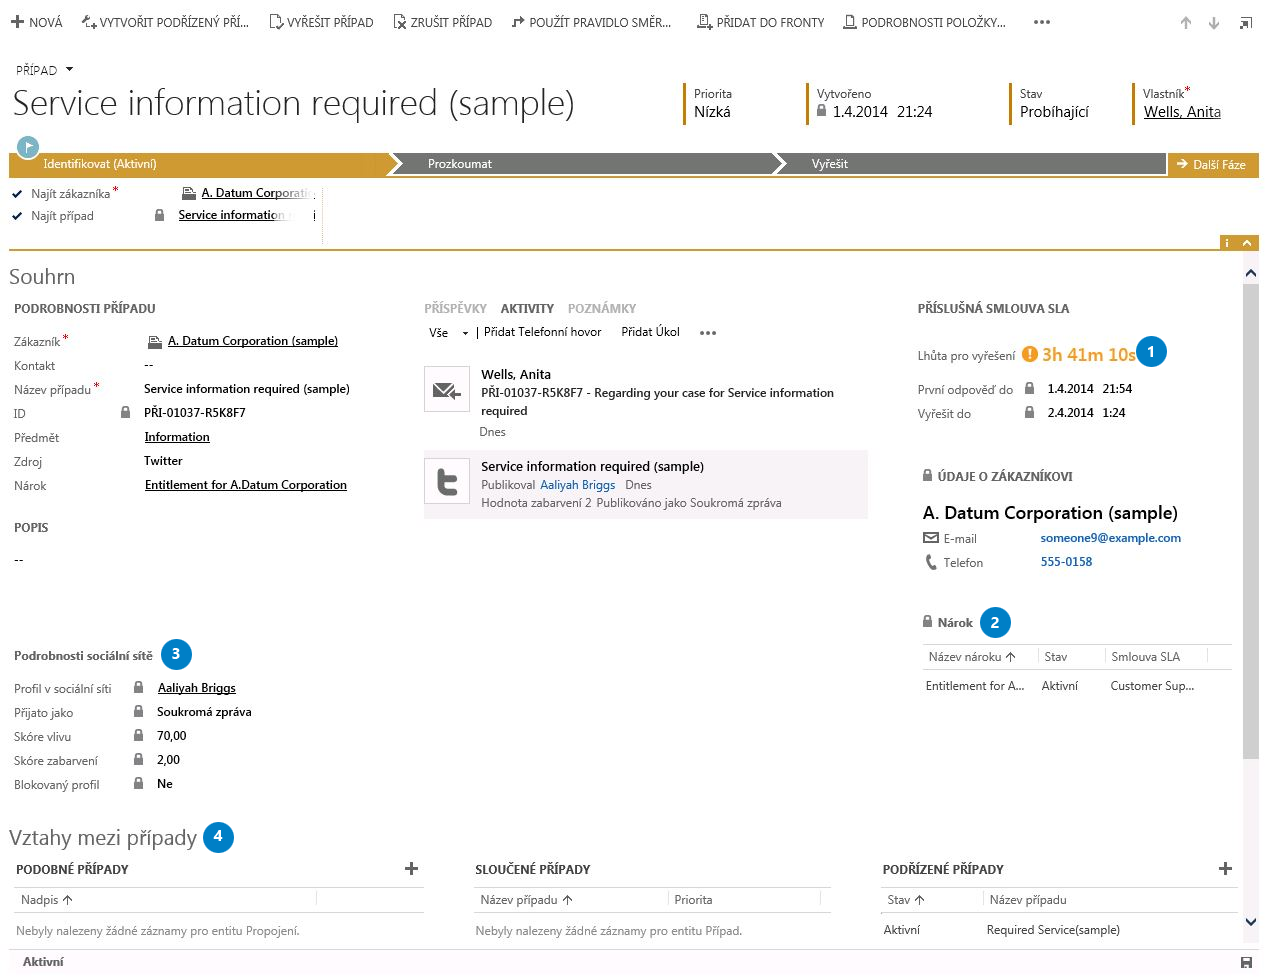 NOVÁ VYTVOŘIT PODŘÍZENÝ PŘÍ... VYŘEŠIT PŘÍPAD ZRUŠIT PŘÍPAD POUŽÍT PRAVIDLO SMĚR... PŘIDAT DO FRONTY PODROBNOSTI POLOŽKY... •••
PŘÍPAD
Service information required (sample)
Priorita
Nízká
Vytvořeno
1.4.2014 21:24
Stav
Probíhající
Vlastník*
Wells, Anita
Identifikovat (Aktivní) Prozkoumat Vyřešit Další Fáze
Najít zákazníka* A. Datum Corporati
Najít případ Service information
Souhrn
PODROBNOSTI PŘÍPADU
Zákazník* A. Datum Corporation (sample)
Kontakt --
Název případu* Service information required (sample)
ID PŘI-01037-R5K8F7
Předmět Information
Zdroj Twitter
Nárok Entitlement for A.Datum Corporation
POPIS
--
Podrobnosti sociální sítě 3
Profil v sociální síti Aaliyah Briggs
Přijato jako Soukromá zpráva
Skóre vlivu 70,00
Skóre zabarvení 2,00
Blokovaný profil Ne
PŘÍSPĚVKY AKTIVITY POZNÁMKY
Vše | Přidat Telefonní hovor Přidat Úkol •••
Wells, Anita
PŘI-01037-R5K8F7 - Regarding your case for Service information
required
Dnes
Service information required (sample)
Publikoval Aaliyah Briggs Dnes
Hodnota zabarvení 2 Publikováno jako Soukromá zpráva
PŘÍSLUŠNÁ SMLOUVA SLA
Lhůta pro vyřešení 3h 41m 10s 1
První odpověď do 1.4.2014 21:54
Vyřešit do 2.4.2014 1:24
ÚDAJE O ZÁKAZNÍKOVI
A. Datum Corporation (sample)
E-mail someone9@example.com
Telefon 555-0158
Nárok 2
Název nároku Stav Smlouva SLA
Entitlement for A... Aktivní Customer Sup...
Vztahy mezi případy 4
PODOBNÉ PŘÍPADY
Nadpis
Nebyly nalezeny žádné záznamy pro entitu Propojení.
SLOUČENÉ PŘÍPADY
Název případu Priorita
Nebyly nalezeny žádné záznamy pro entitu Případ.
PODŘÍZENÉ PŘÍPADY
Stav Název případu
Aktivní Required Service(sample)
Aktivní